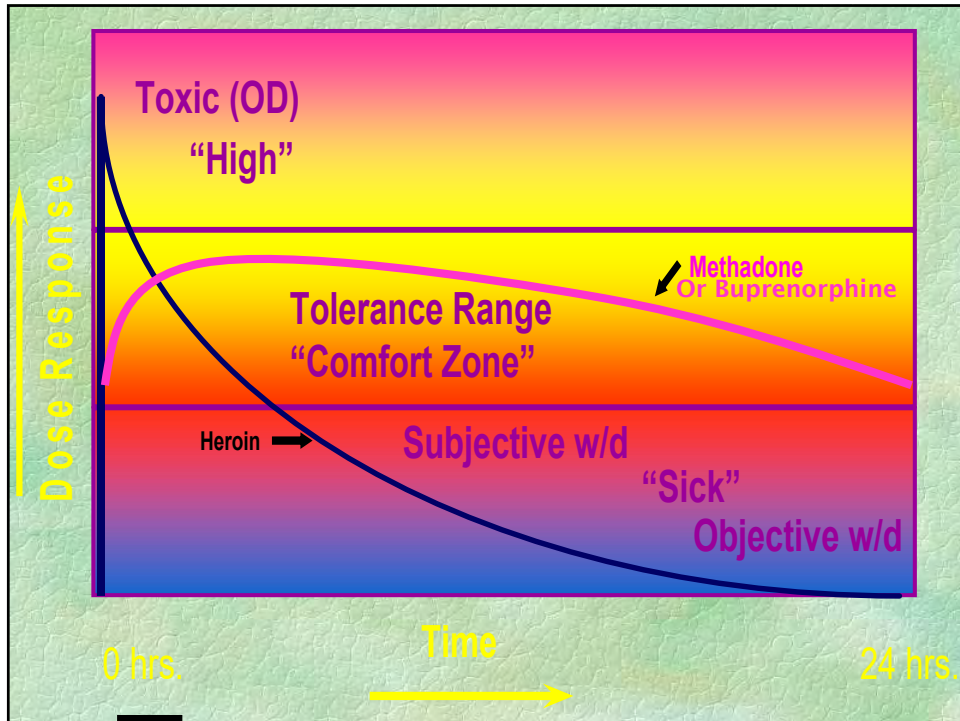 Toxic (OD)
“High”
Dose Response
Methadone
Or Buprenorphine
Tolerance Range
“Comfort Zone”
Heroin
Subjective w/d
“Sick”
Objective w/d
Time
0 hrs.
24 hrs.